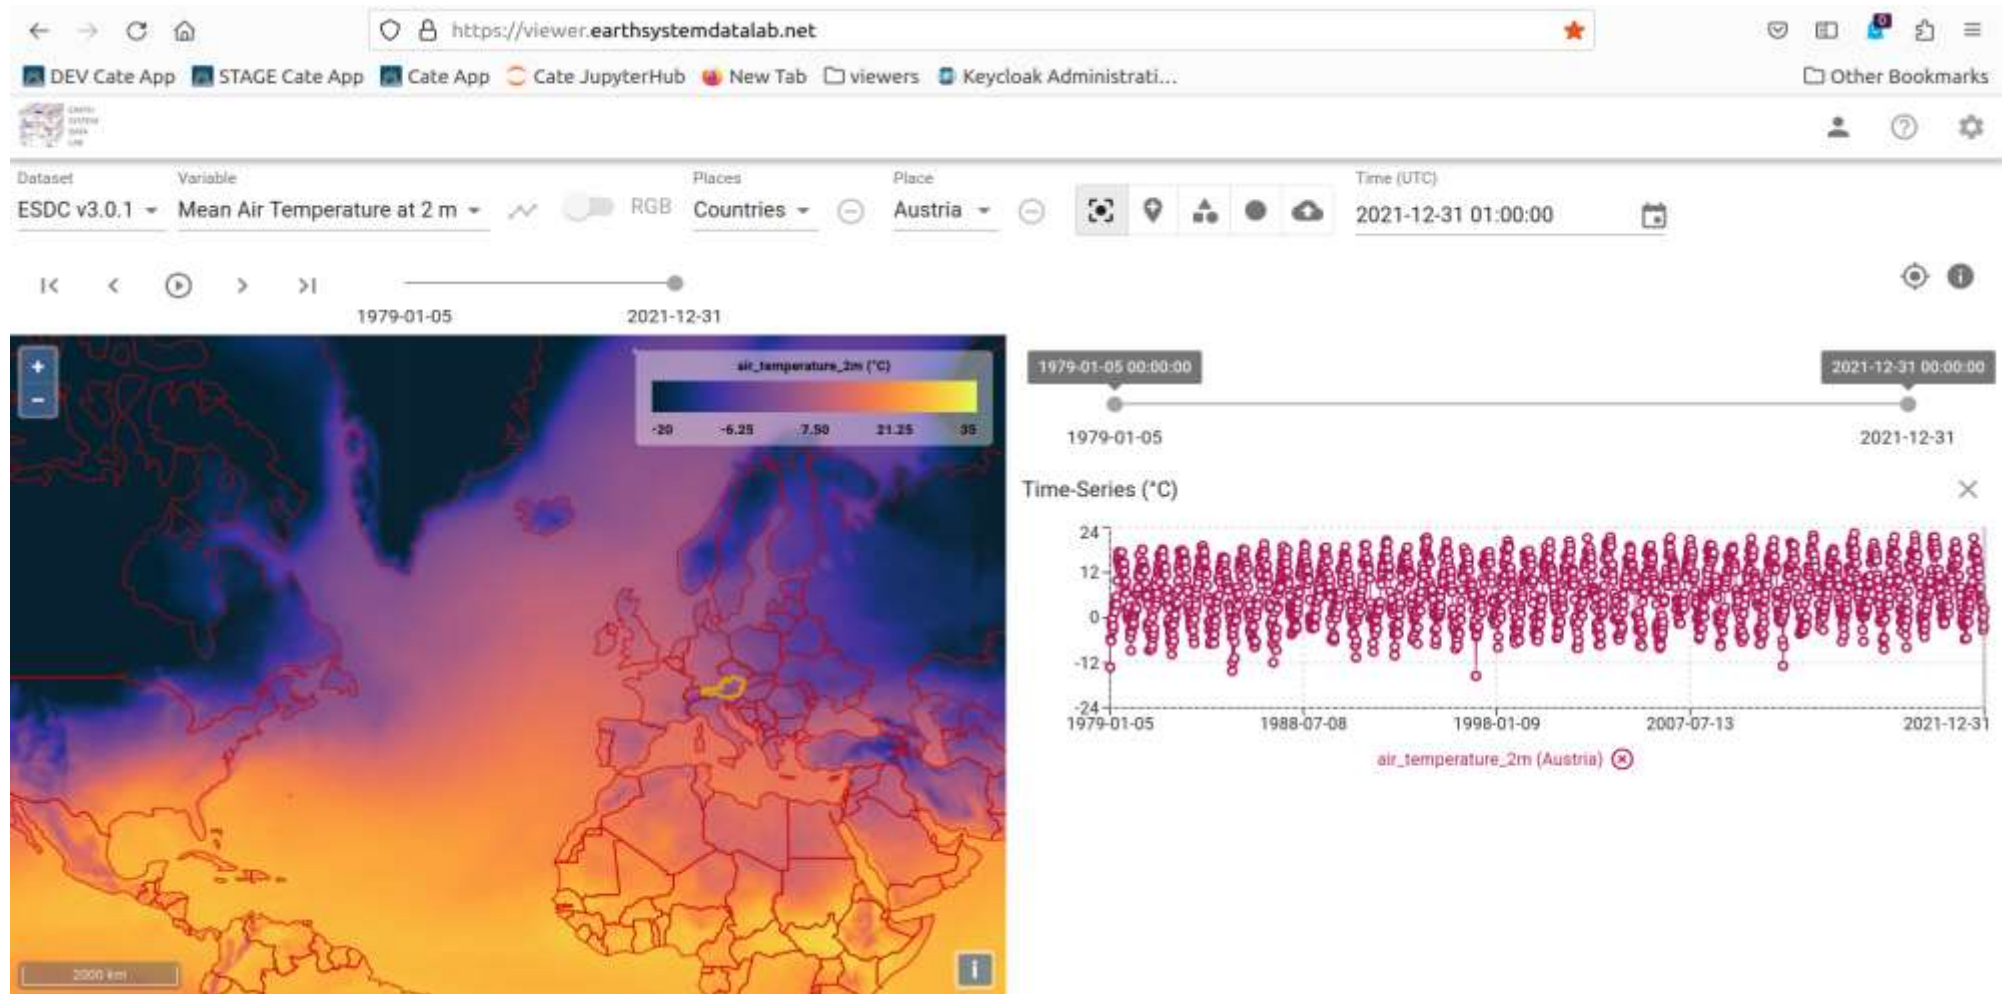 https://viewer.earthsystemdatalab.net
0
DEV Cate App STAGE Cate App Cate App Cate JupyterHub New Tab viewers Keycloak Administrati... Other Bookmarks
EARTH
SYSTEM
DATA
LAB
Dataset Variable Places Place Time (UTC)
ESDC v3.0.1 Mean Air Temperature at 2 m RGB Countries Austria 2021-12-31 01:00:00
1979-01-05 2021-12-31
+
-
air_temperature_2m (°C)
-20 -6.25 7.50 21.25 35
2000 km
i
1979-01-05 00:00:00 2021-12-31 00:00:00
1979-01-05 2021-12-31
Time-Series (°C)
24
12
0
-12
-24
1979-01-05 1988-07-08 1998-01-09 2007-07-13 2021-12-31
air_temperature_2m (Austria)